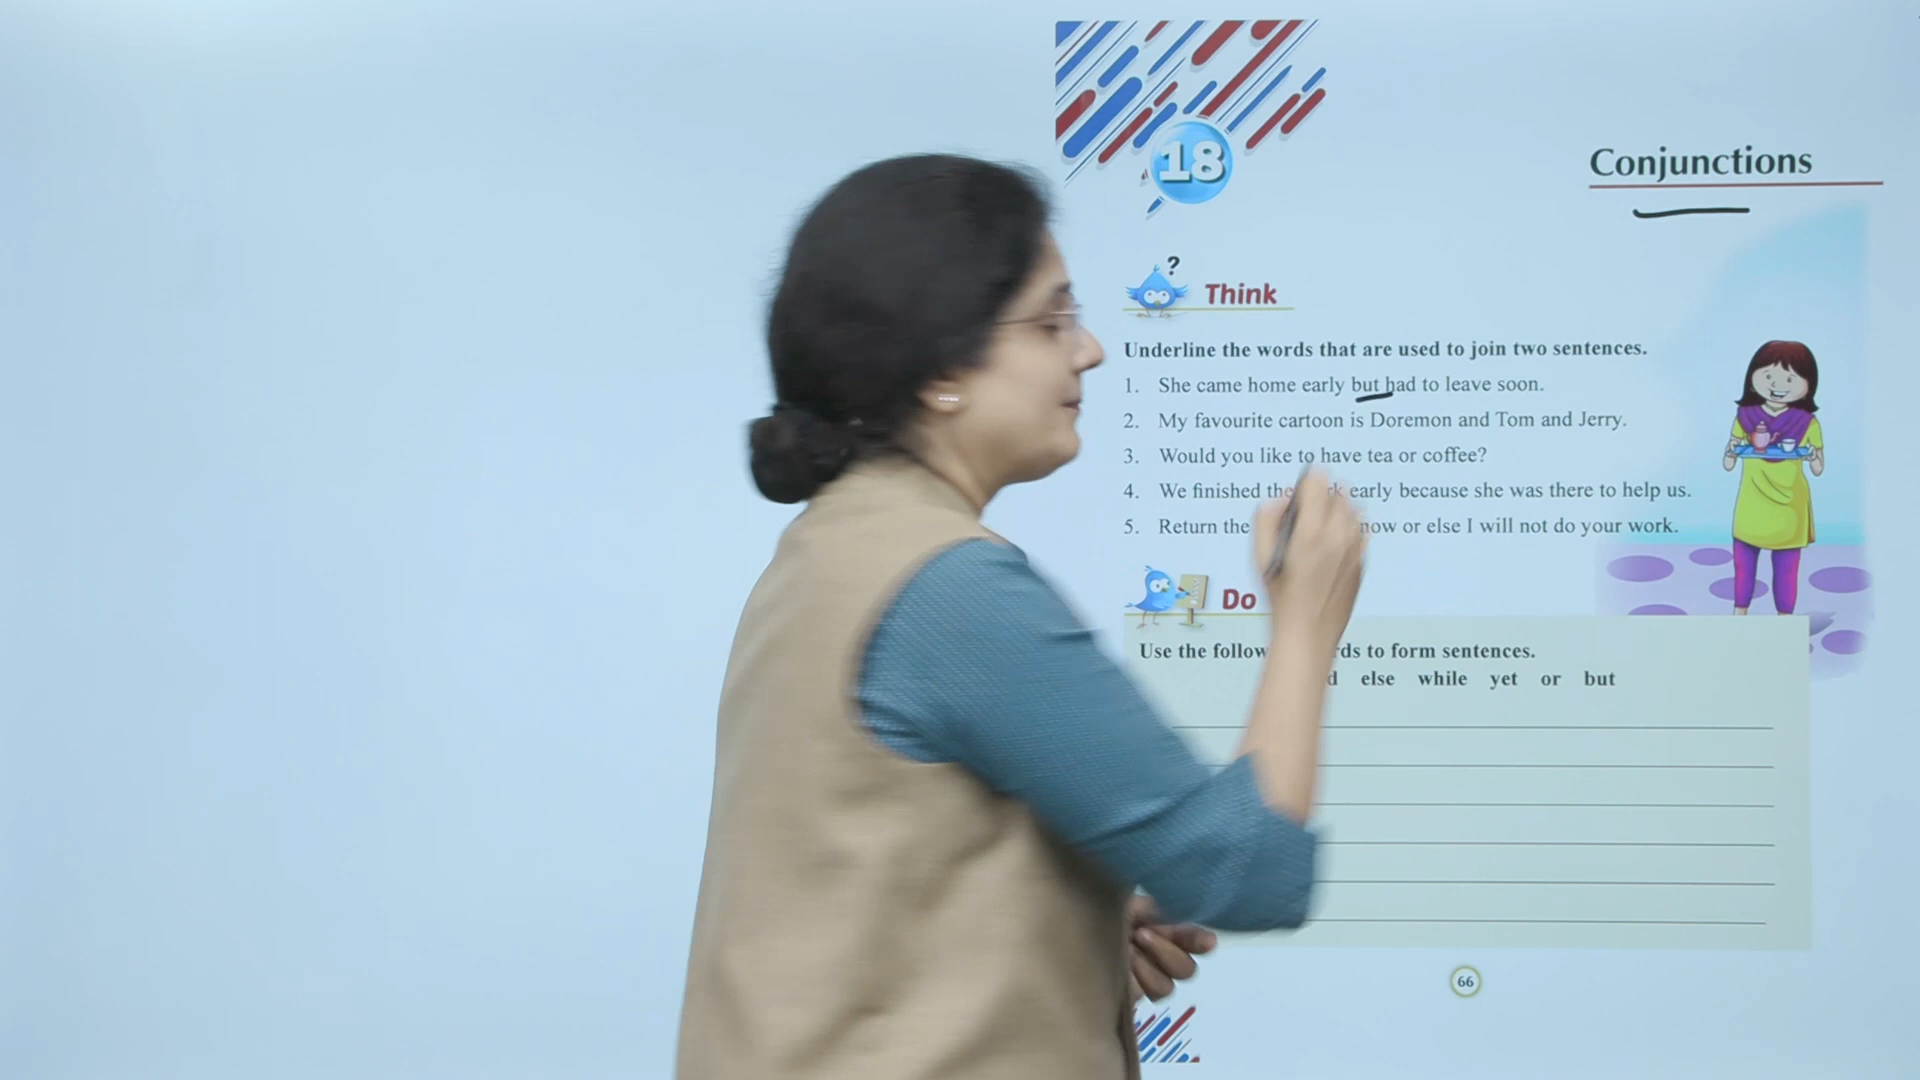 18
Conjunctions
?
Think
Underline the words that are used to join two sentences.
1. She came home early but had to leave soon.
2. My favourite cartoon is Doremon and Tom and Jerry.
3. Would you like to have tea or coffee?
4. We finished the early because she was there to help us.
5. Return the now or else I will not do your work.
Do
Use the to form sentences.
else while yet or but
66